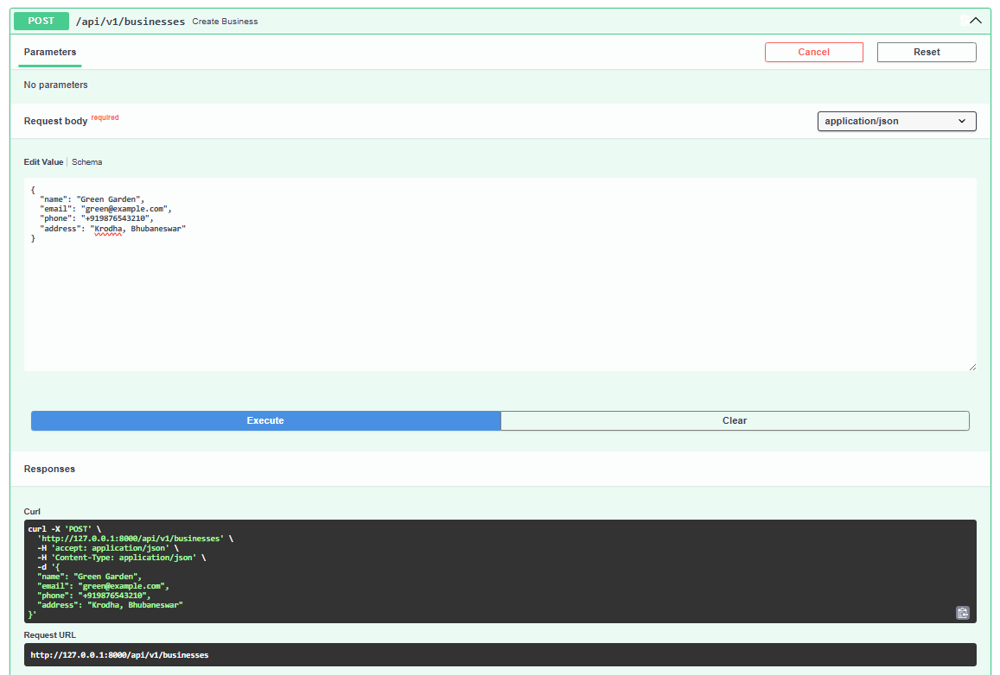 POST /api/v1/businesses Create Business
Parameters
Cancel
Reset
No parameters
Request body required
application/json
Edit Value | Schema
{
  "name": "Green Garden",
  "email": "green@example.com",
  "phone": "+919876543210",
  "address": "Krodha, Bhubaneswar"
}
Execute
Clear
Responses
Curl
curl -X 'POST' \
  'http://127.0.0.1:8000/api/v1/businesses' \
  -H 'accept: application/json' \
  -H 'Content-Type: application/json' \
  -d '{
  "name": "Green Garden",
  "email": "green@example.com",
  "phone": "+919876543210",
  "address": "Krodha, Bhubaneswar"
}'
Request URL
http://127.0.0.1:8000/api/v1/businesses